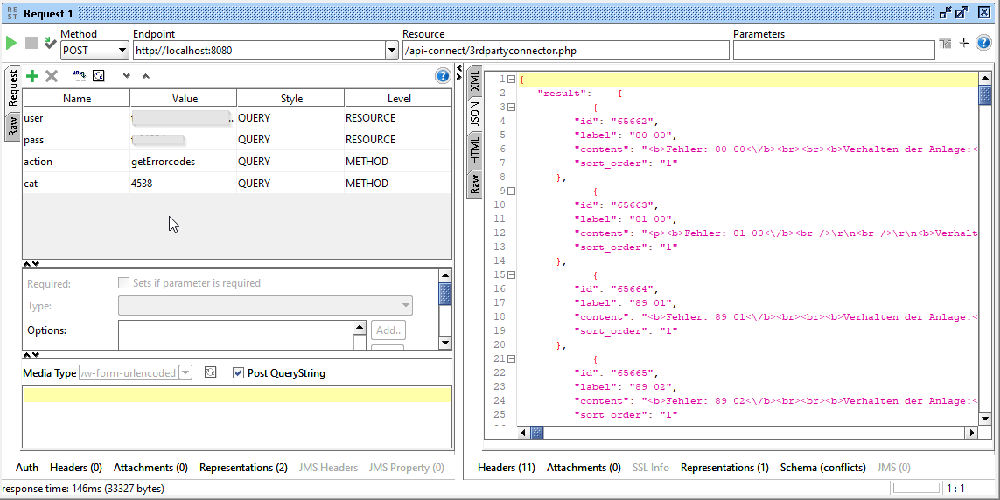 RE
ST
Request 1
Method
Endpoint
Resource
Parameters
POST
http://localhost:8080
/api-connect/3rdpartyconnector.php
Request
Raw
Name Value Style Level
user .. QUERY RESOURCE
pass QUERY RESOURCE
action getErrorcodes QUERY METHOD
cat 4538 QUERY METHOD
Required: Sets if parameter is required
Type:
Options: Add..
Media Type /w-form-urlencoded Post QueryString
Auth Headers (0) Attachments (0) Representations (2) JMS Headers JMS Property (0)
XML
JSON
HTML
Raw
1 {
2 "result": [
3 {
4 "id": "65662",
5 "label": "80 00",
6 "content": "<b>Fehler: 80 00<\/b><br><br><b>Verhalten der Anlage:<
7 "sort_order": "1"
8 },
9 {
10 "id": "65663",
11 "label": "81 00",
12 "content": "<p><b>Fehler: 81 00<\/b><br />\r\n<br />\r\n<b>Verhalt
13 "sort_order": "1"
14 },
15 {
16 "id": "65664",
17 "label": "89 01",
18 "content": "<b>Fehler: 89 01<\/b><br><br><b>Verhalten der Anlage:<
19 "sort_order": "1"
20 },
21 {
22 "id": "65665",
23 "label": "89 02",
24 "content": "<b>Fehler: 89 02<\/b><br><br><b>Verhalten der Anlage:<
25 "sort_order": "1"
Headers (11) Attachments (0) SSL Info Representations (1) Schema (conflicts) JMS (0)
response time: 146ms (33327 bytes)
1 : 1